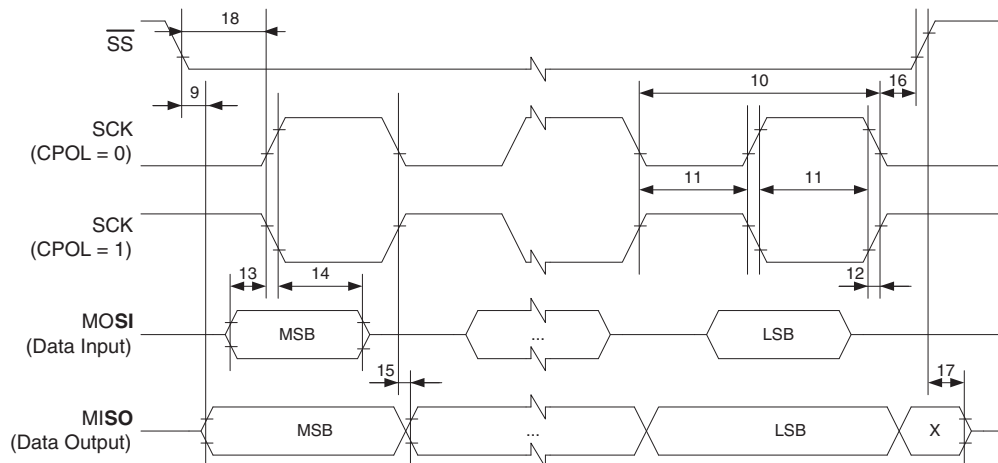 18
SS
10
16
9
SCK
(CPOL = 0)
11
11
SCK
(CPOL = 1)
13
14
12
MOSI
(Data Input)
MSB
...
LSB
15
17
MISO
(Data Output)
MSB
...
LSB
X